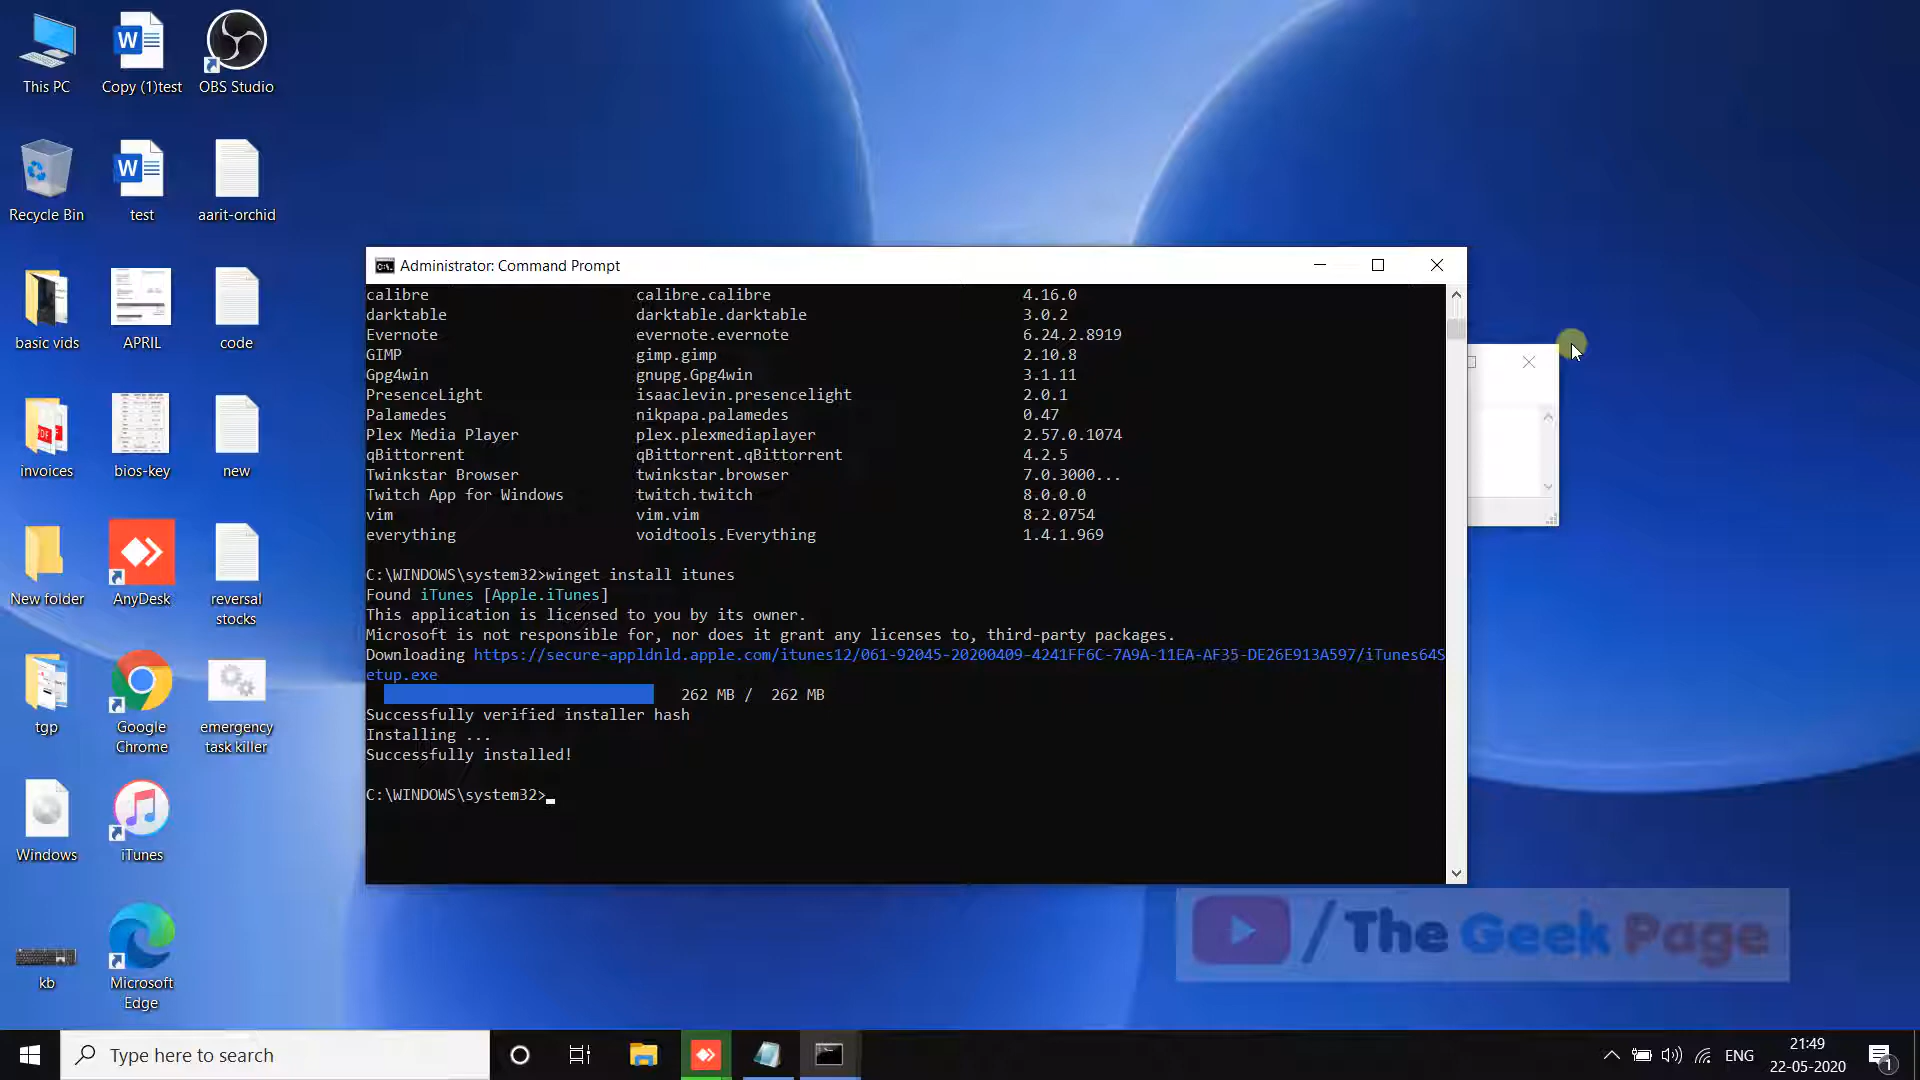 This PC
Copy (1)test
OBS Studio
Recycle Bin
test
aarit-orchid
basic vids
APRIL
code
invoices
bios-key
new
New folder
AnyDesk
reversal
stocks
tgp
Google
Chrome
emergency
task killer
Windows
iTunes
kb
Microsoft
Edge
Administrator: Command Prompt
calibre calibre.calibre 4.16.0
darktable darktable.darktable 3.0.2
Evernote evernote.evernote 6.24.2.8919
GIMP gimp.gimp 2.10.8
Gpg4win gnupg.Gpg4win 3.1.11
PresenceLight isaaclevin.presencelight 2.0.1
Palamedes nikpapa.palamedes 0.47
Plex Media Player plex.plexmediaplayer 2.57.0.1074
qBittorrent qBittorrent.qBittorrent 4.2.5
Twinkstar Browser twinkstar.browser 7.0.3000...
Twitch App for Windows twitch.twitch 8.0.0.0
vim vim.vim 8.2.0754
everything voidtools.Everything 1.4.1.969
C:\WINDOWS\system32>winget install itunes
Found iTunes [Apple.iTunes]
This application is licensed to you by its owner.
Microsoft is not responsible for, nor does it grant any licenses to, third-party packages.
Downloading https://secure-appldnld.apple.com/itunes12/061-92045-20200409-4241FF6C-7A9A-11EA-AF35-DE26E913A597/iTunes64S
etup.exe
262 MB / 262 MB
Successfully verified installer hash
Installing ...
Successfully installed!
C:\WINDOWS\system32>
/The Geek Page
Type here to search
ENG
21:49
22-05-2020
1